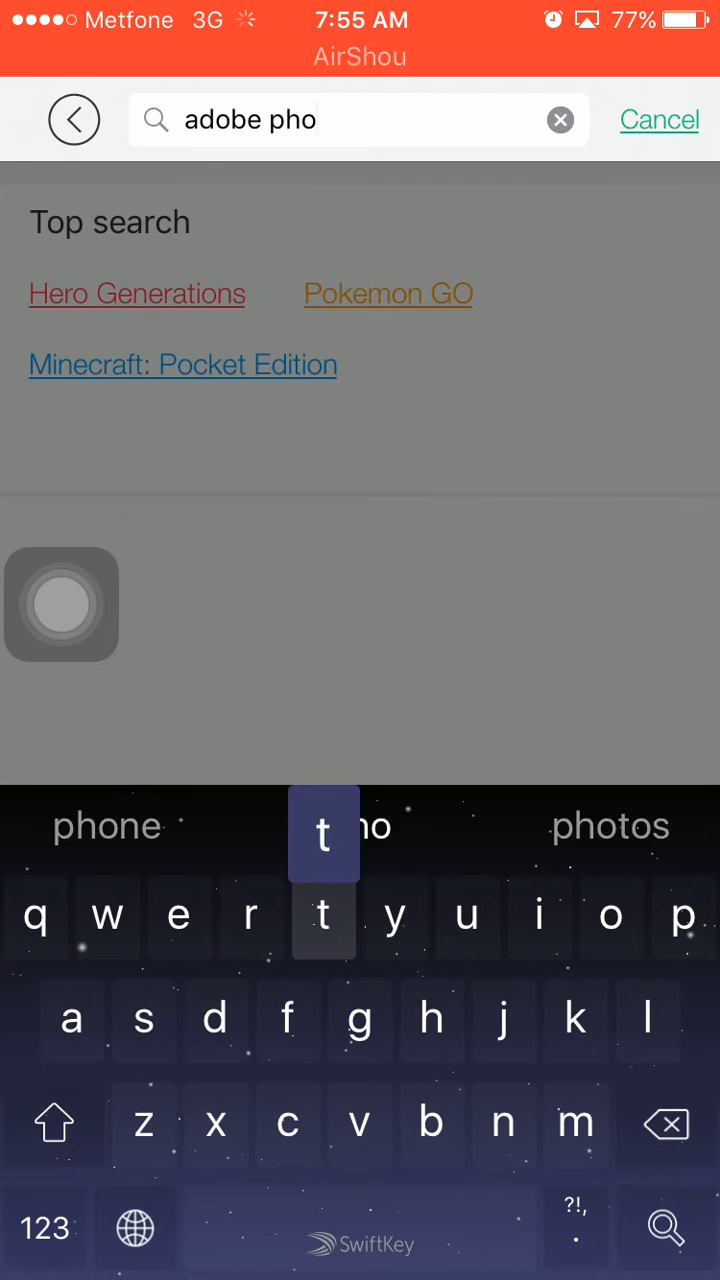 Metfone 3G 7:55 AM 77%
AirShou
adobe pho Cancel
Top search
Hero Generations Pokemon GO
Minecraft: Pocket Edition
phone t ho photos
q w e r t y u i o p
a s d f g h j k l
z x c v b n m
123 SwiftKey ?!, .